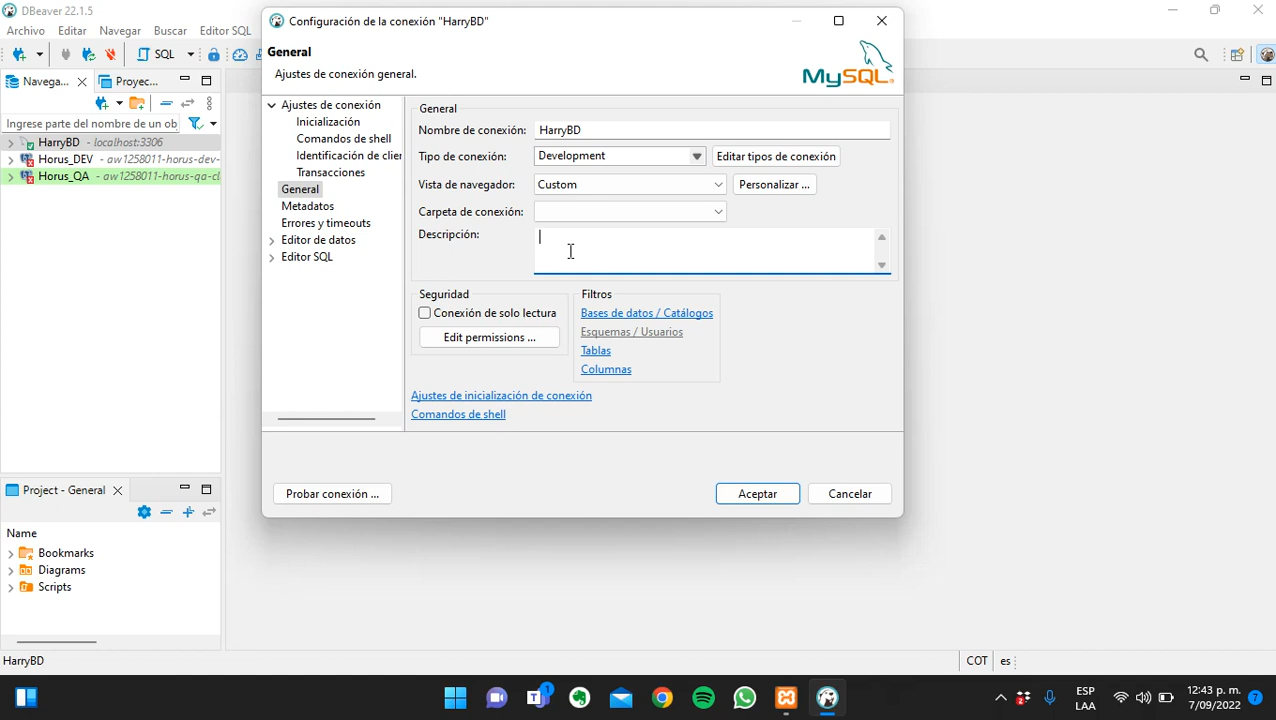 DBeaver 22.1.5
Archivo Editar Navegar Buscar Editor SQL
SQL
Navega... Proyec...
Ingrese parte del nombre de un ob
HarryBD - localhost:3306
Horus_DEV - aw1258011-horus-dev-
Horus_QA - aw1258011-horus-qa-cl
Project - General
Name
Bookmarks
Diagrams
Scripts
Configuración de la conexión "HarryBD"
General
Ajustes de conexión general.
MySQL
Ajustes de conexión
Inicialización
Comandos de shell
Identificación de clier
Transacciones
General
Metadatos
Errores y timeouts
Editor de datos
Editor SQL
General
Nombre de conexión: HarryBD
Tipo de conexión: Development Editar tipos de conexión
Vista de navegador: Custom Personalizar ...
Carpeta de conexión:
Descripción:
Seguridad
Conexión de solo lectura
Edit permissions ...
Filtros
Bases de datos / Catálogos
Esquemas / Usuarios
Tablas
Columnas
Ajustes de inicialización de conexión
Comandos de shell
Probar conexión ... Aceptar Cancelar
HarryBD COT es
1
ESP
LAA
12:43 p. m.
7/09/2022
7